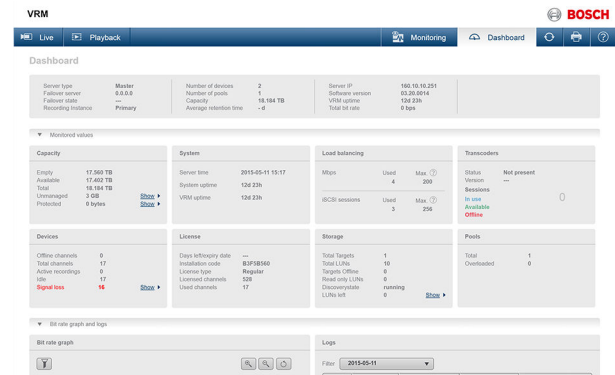 VRM
BOSCH
Live Playback Monitoring Dashboard
Dashboard
Server type Master
Failover server 0.0.0.0
Failover state ---
Recording Instance Primary
Number of devices 2
Number of pools 1
Capacity 18.184 TB
Average retention time - d
Server IP 160.10.10.251
Software version 03.20.0014
VRM uptime 12d 23h
Total bit rate 0 bps
Monitored values
Capacity
Empty 17.560 TB
Available 17.402 TB
Total 18.184 TB
Unmanaged 3 GB Show
Protected 0 bytes Show
System
Server time 2015-05-11 15:17
System uptime 12d 23h
VRM uptime 12d 23h
Load balancing
Mbps Used Max
4 200
iSCSI sessions Used Max
3 256
Transcoders
Status Not present
Version ---
Sessions
In use
Available
Offline
0
Devices
Offline channels 0
Total channels 17
Active recordings 0
Idle 17
Signal loss 16 Show
License
Days left/expiry date ---
Installation code B3F5B560
License type Regular
Licensed channels 528
Used channels 17
Storage
Total Targets 1
Total LUNs 10
Targets Offline 0
Read only LUNs 0
Discoverystate running
LUNs left 0 Show
Pools
Total 1
Overloaded 0
Bit rate graph and logs
Bit rate graph
Logs
Filter 2015-05-11